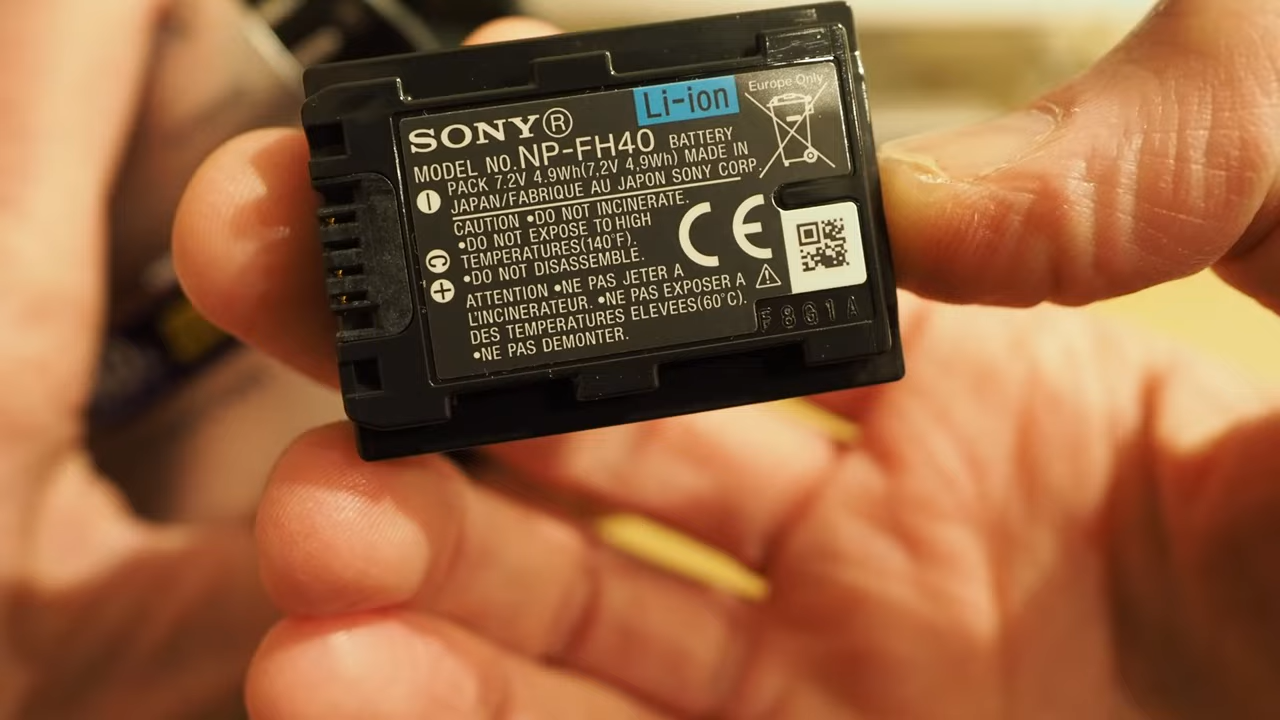 Li-ion
Europe Only
SONY®
MODEL NO. NP-FH40 BATTERY
PACK 7.2V 4.9Wh(7,2V 4,9Wh) MADE IN
JAPAN/FABRIQUE AU JAPON SONY CORP.
CAUTION •DO NOT INCINERATE.
•DO NOT EXPOSE TO HIGH
TEMPERATURES(140°F).
•DO NOT DISASSEMBLE.
C
CE
ATTENTION •NE PAS JETER A
L'INCINERATEUR. •NE PAS EXPOSER A
DES TEMPERATURES ELEVEES(60°C).
•NE PAS DEMONTER.